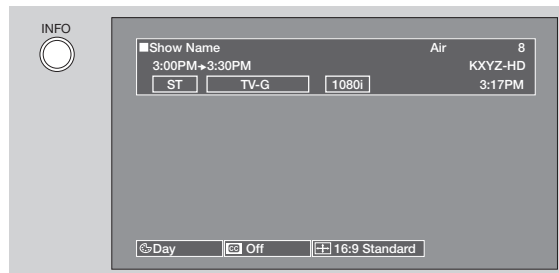 INFO
■Show Name Air 8
3:00PM→3:30PM KXYZ-HD
ST TV-G 1080i 3:17PM
Day CC Off 16:9 Standard